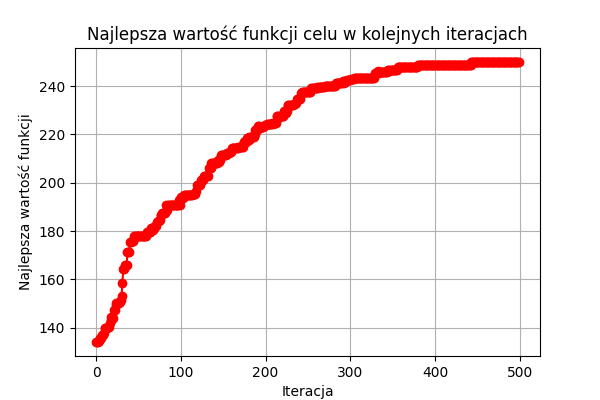 Najlepsza wartość funkcji celu w kolejnych iteracjach
Najlepsza wartość funkcji
240
220
200
180
160
140
0 100 200 300 400 500
Iteracja